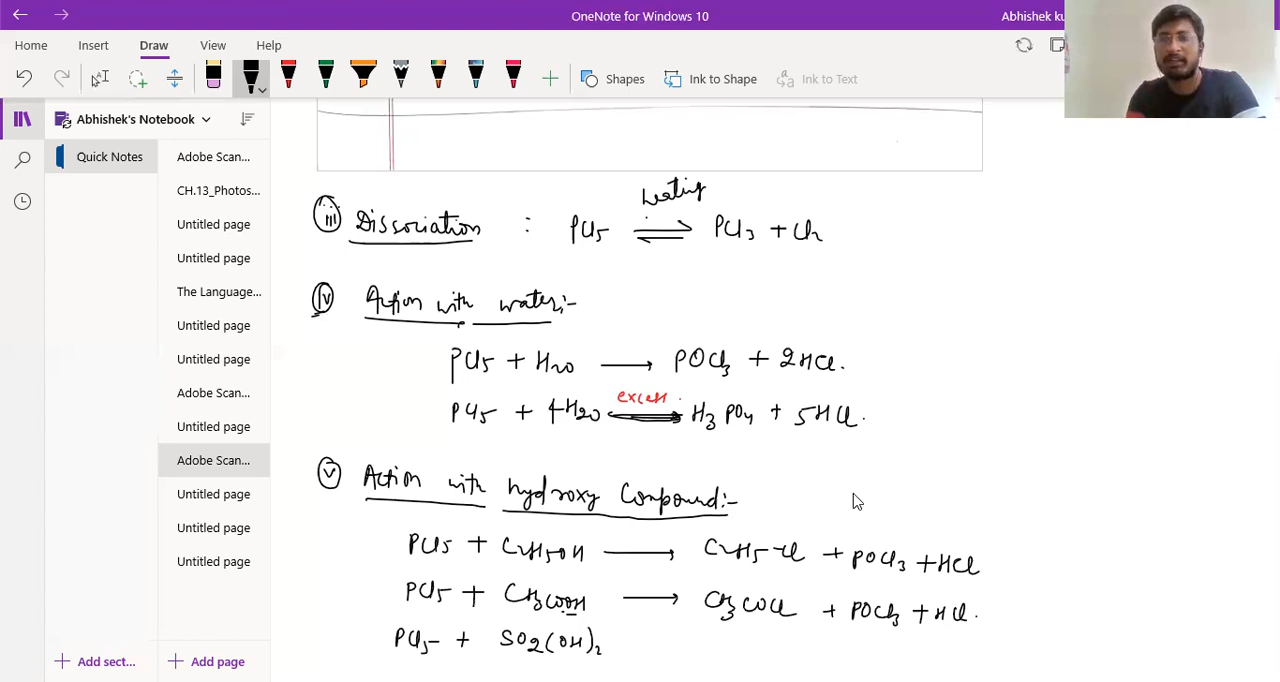 OneNote for Windows 10
Abhishek ku
Home Insert Draw View Help
Shapes Ink to Shape Ink to Text
Abhishek's Notebook
Quick Notes
Adobe Scan...
CH.13_Photos...
Untitled page
Untitled page
The Language...
Untitled page
Untitled page
Adobe Scan...
Untitled page
Adobe Scan...
Untitled page
Untitled page
Untitled page
Add sect...
Add page
heating
(iii) Dissociation : PCl5 ⇌ PCl3 + Cl2
(iv) Action with water:-
PCl5 + H2O → POCl3 + 2HCl.
excess
PCl5 + 4H2O → H3PO4 + 5HCl.
(v) Action with hydroxy Compound:-
PCl5 + C2H5OH → C2H5-Cl + POCl3 + HCl
PCl5 + CH3COOH → CH3COCl + POCl3 + HCl.
PCl5 + SO2(OH)2